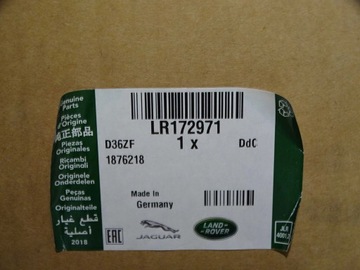 Genuine
Parts
Pièces
d'Origine
純正部品
Piezas
Originales
Ricambi
Originali
Originele
Onderdelen
Peças
Genuínas
Originalteile
قطع غيار
أصلية
2018
LR172971
D36ZF
1 x
DdC
1876218
Made In
Germany
EAC
JAGUAR
LAND-
ROVER
JLR